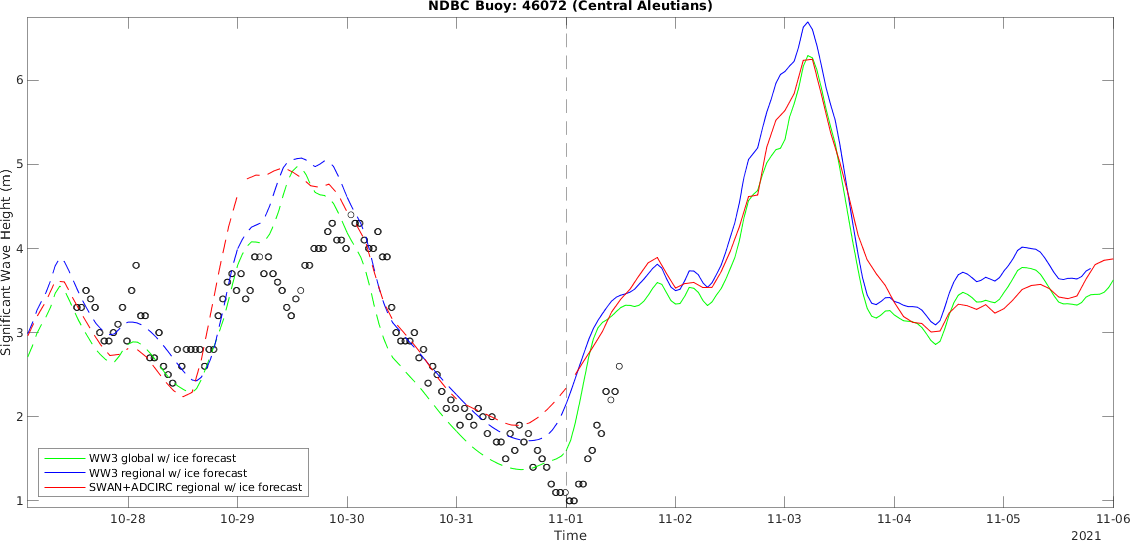 NDBC Buoy: 46072 (Central Aleutians)
Significant Wave Height (m)
6
5
4
3
2
1
WW3 global w/ ice forecast
WW3 regional w/ ice forecast
SWAN+ADCIRC regional w/ ice forecast
10-28 10-29 10-30 10-31 11-01 11-02 11-03 11-04 11-05 11-06
Time
2021